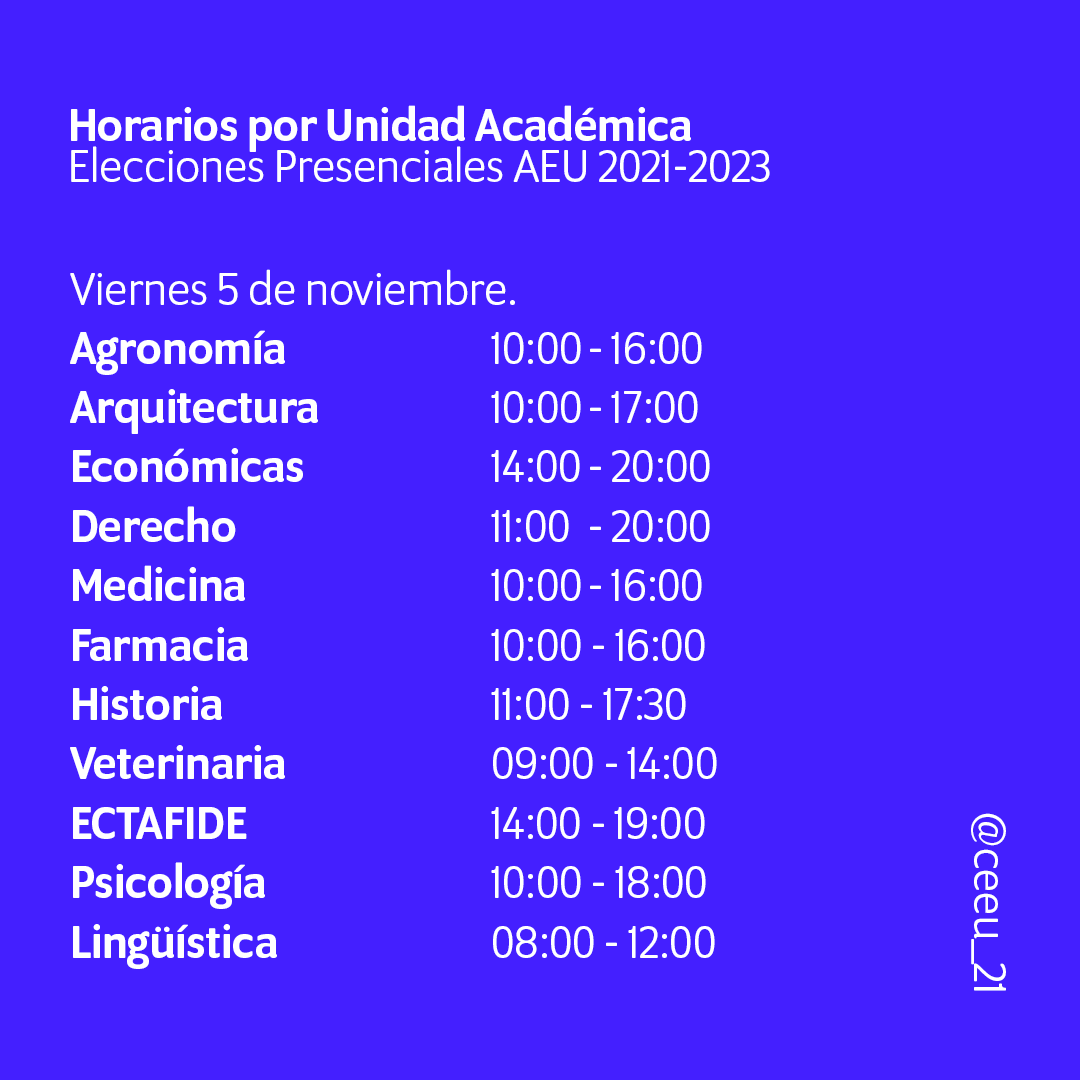 Horarios por Unidad Académica
Elecciones Presenciales AEU 2021-2023
Viernes 5 de noviembre.
Agronomía 10:00 - 16:00
Arquitectura 10:00 - 17:00
Económicas 14:00 - 20:00
Derecho 11:00 - 20:00
Medicina 10:00 - 16:00
Farmacia 10:00 - 16:00
Historia 11:00 - 17:30
Veterinaria 09:00 - 14:00
ECTAFIDE 14:00 - 19:00
Psicología 10:00 - 18:00
Lingüística 08:00 - 12:00
@ceeu_21